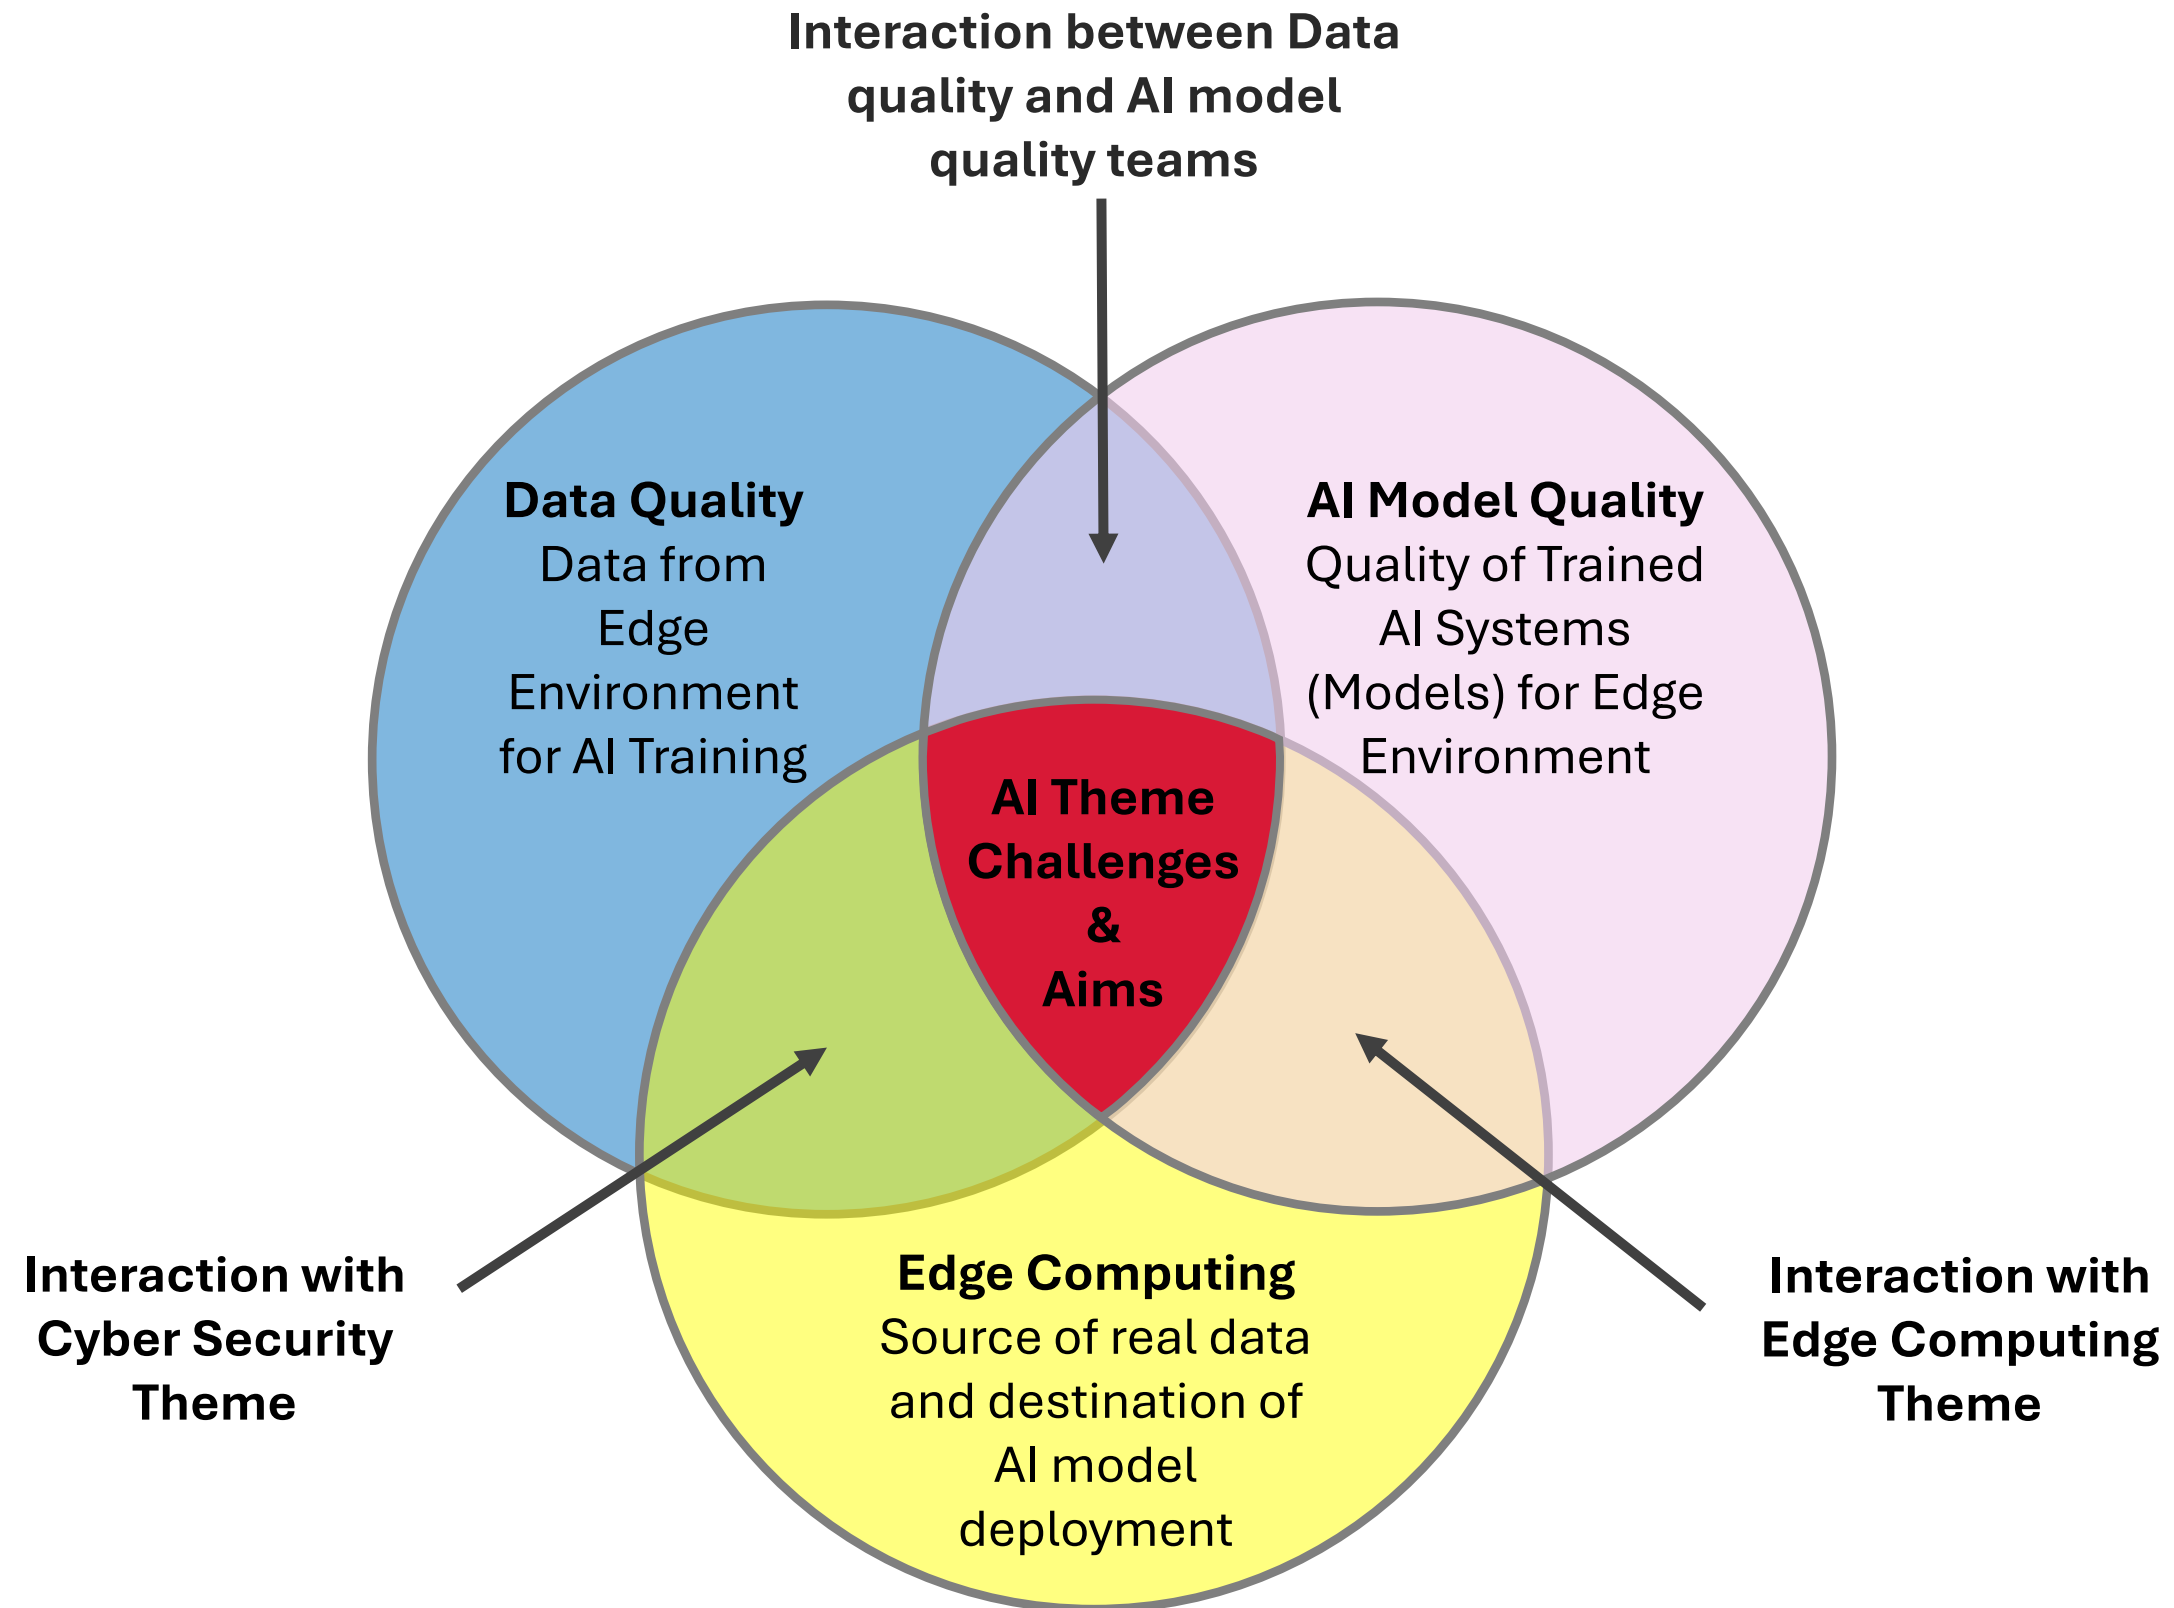 Interaction between Data
quality and AI model
quality teams
Data Quality
Data from
Edge
Environment
for AI Training
AI Model Quality
Quality of Trained
AI Systems
(Models) for Edge
Environment
AI Theme
Challenges
&
Aims
Interaction with
Cyber Security
Theme
Edge Computing
Source of real data
and destination of
AI model
deployment
Interaction with
Edge Computing
Theme